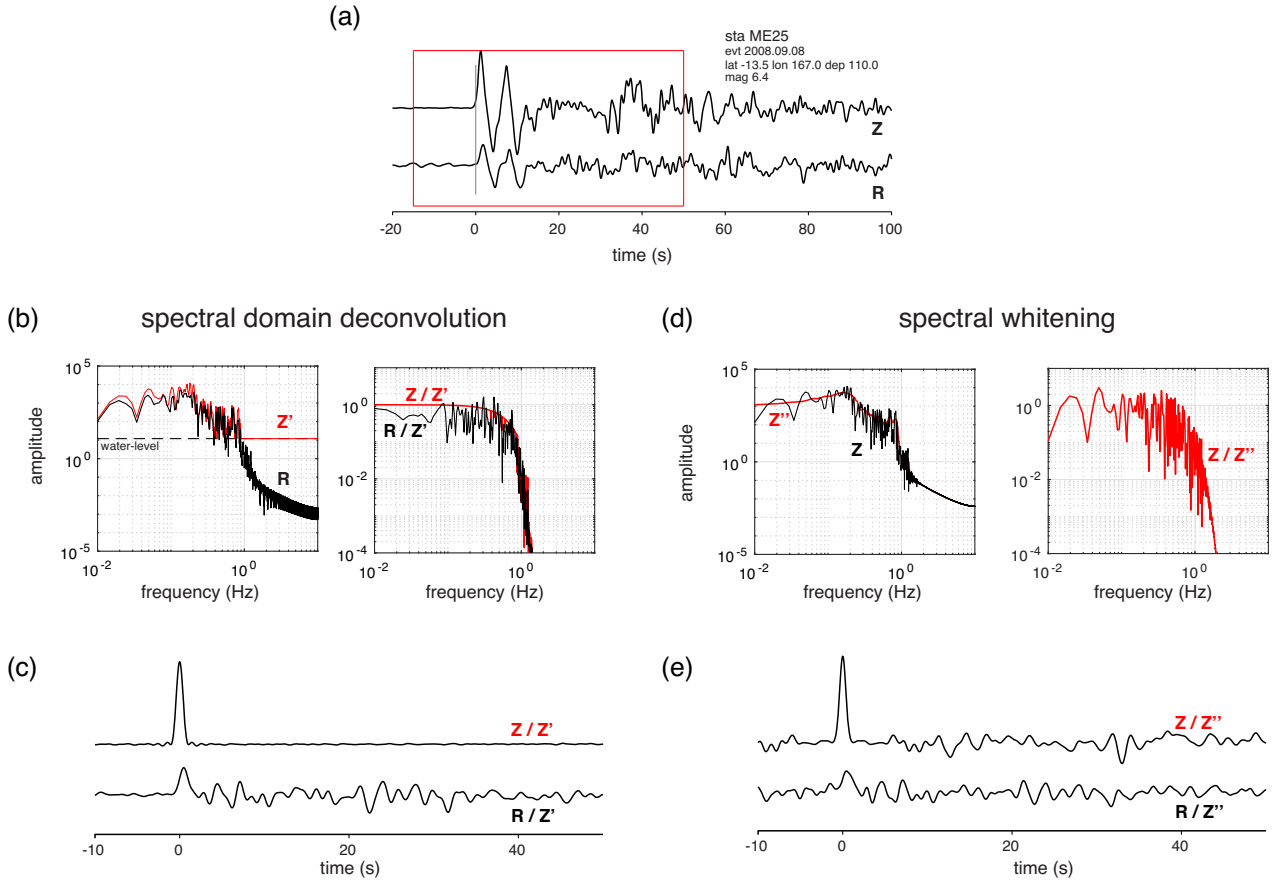 (a)
sta ME25
evt 2008.09.08
lat -13.5 lon 167.0 dep 110.0
mag 6.4
Z
R
-20 0 20 40 60 80 100
time (s)
(b) spectral domain deconvolution
10^5
10^0
10^-5
amplitude
Z'
water-level
R
10^-2 10^0
frequency (Hz)
10^0
10^-2
10^-4
Z / Z'
R / Z'
10^-2 10^0
frequency (Hz)
(d) spectral whitening
10^5
10^0
10^-5
amplitude
Z''
Z
10^-2 10^0
frequency (Hz)
10^0
10^-2
10^-4
Z / Z''
10^-2 10^0
frequency (Hz)
(c)
Z / Z'
R / Z'
-10 0 20 40
time (s)
(e)
Z / Z''
R / Z''
-10 0 20 40
time (s)